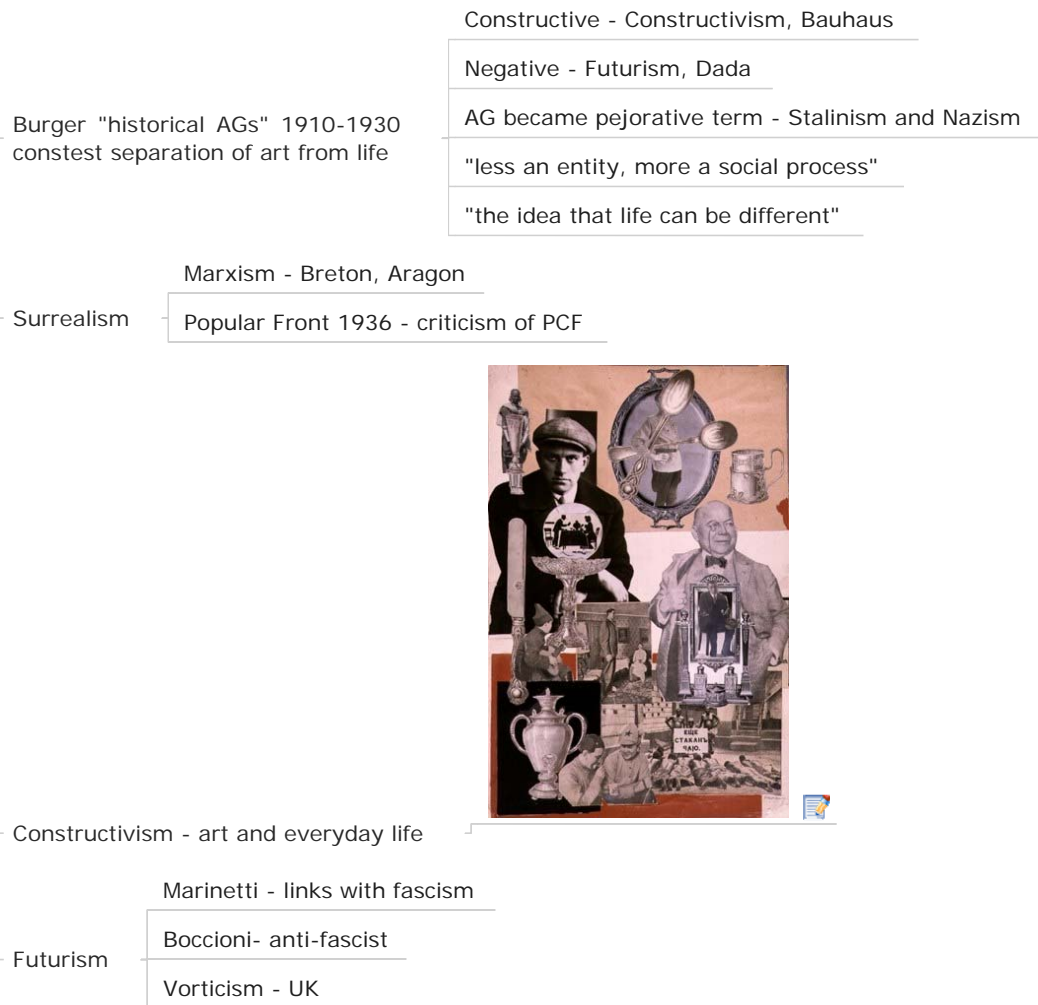 Constructive - Constructivism, Bauhaus
Negative - Futurism, Dada
Burger "historical AGs" 1910-1930
constest separation of art from life
AG became pejorative term - Stalinism and Nazism
"less an entity, more a social process"
"the idea that life can be different"
Marxism - Breton, Aragon
Surrealism
Popular Front 1936 - criticism of PCF
ЕЩЕ
СТАКАНЪ
ЧАЮ.
Constructivism - art and everyday life
Marinetti - links with fascism
Boccioni- anti-fascist
Futurism
Vorticism - UK